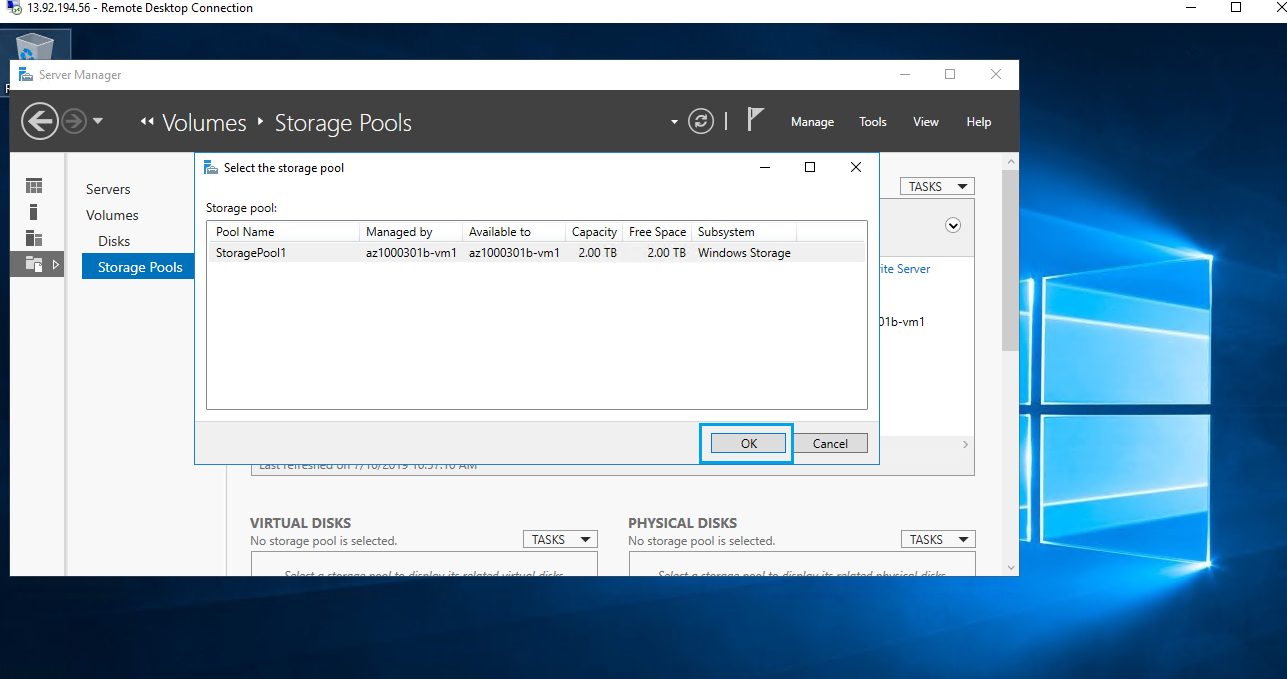 13.92.194.56 - Remote Desktop Connection
Server Manager
Volumes Storage Pools
Manage Tools View Help
Servers
Volumes
Disks
Storage Pools
TASKS
Select the storage pool
Storage pool:
Pool Name Managed by Available to Capacity Free Space Subsystem
StoragePool1 az1000301b-vm1 az1000301b-vm1 2.00 TB 2.00 TB Windows Storage
ite Server
01b-vm1
OK Cancel
Last refreshed on 7/10/2019 10:57:10 AM
VIRTUAL DISKS
No storage pool is selected.
TASKS
Select a storage pool to display its related virtual disks
PHYSICAL DISKS
No storage pool is selected.
TASKS
Select a storage pool to display its related physical disks